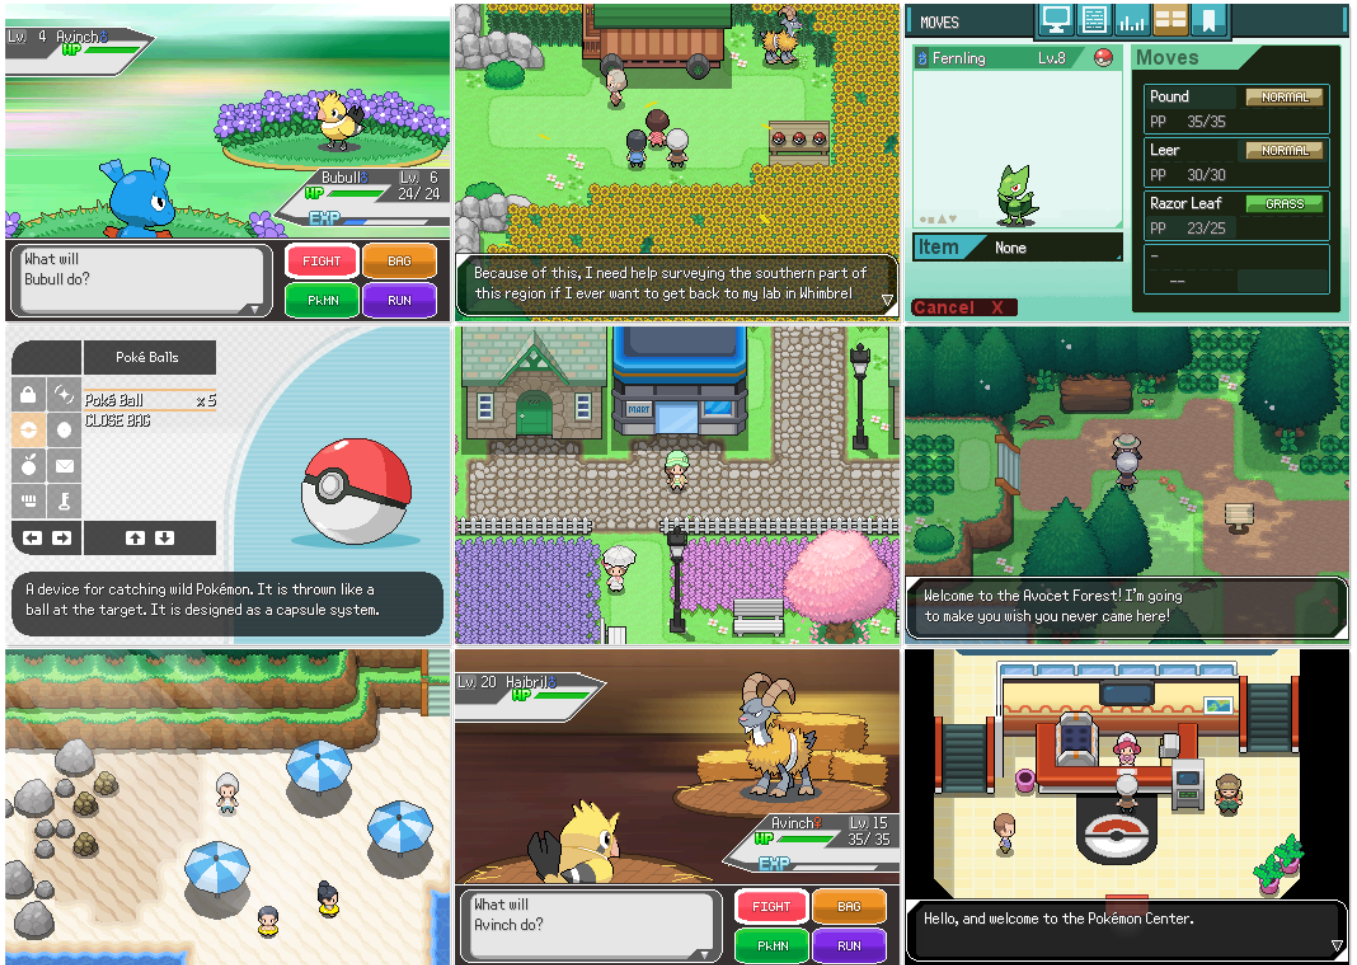 Lv. 4 Avinch♂
HP
Bubull♂ Lv. 6
HP 24/ 24
EXP
What will
Bubull do?
FIGHT BAG
PKMN RUN
Because of this, I need help surveying the southern part of
this region if I ever want to get back to my lab in Whimbrel
MOVES
♂ Fernling Lv.8
Moves
Pound NORMAL
PP 35/35
Leer NORMAL
PP 30/30
Razor Leaf GRASS
PP 23/25
–
--
Item None
Cancel X
Poké Balls
Poké Ball x 5
CLOSE BAG
A device for catching wild Pokémon. It is thrown like a
ball at the target. It is designed as a capsule system.
MART
Welcome to the Avocet Forest! I'm going
to make you wish you never came here!
Lv. 20 Hajbril♂
HP
Avinch♀ Lv. 15
HP 35/ 35
EXP
What will
Avinch do?
FIGHT BAG
PKMN RUN
Hello, and welcome to the Pokémon Center.